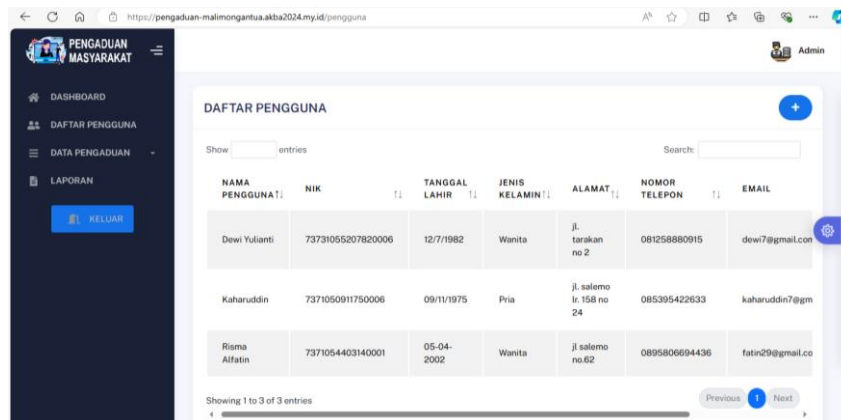 https://pengaduan-malimongantua.akba2024.my.id/pengguna
PENGADUAN
MASYARAKAT
Admin
DASHBOARD
DAFTAR PENGGUNA
DATA PENGADUAN
LAPORAN
KELUAR
DAFTAR PENGGUNA
+
Show entries
Search:
NAMA PENGGUNA NIK TANGGAL LAHIR JENIS KELAMIN ALAMAT NOMOR TELEPON EMAIL
Dewi Yulianti 73731055207820006 12/7/1982 Wanita jl. tarakan no 2 081258880915 dewi7@gmail.com
Kaharuddin 7371050911750006 09/11/1975 Pria jl. salemo lr. 158 no 24 085395422633 kaharuddin7@gm
Risma Alfatin 7371054403140001 05-04-2002 Wanita jl salemo no.62 0895806694436 fatin29@gmail.co
Showing 1 to 3 of 3 entries
Previous 1 Next